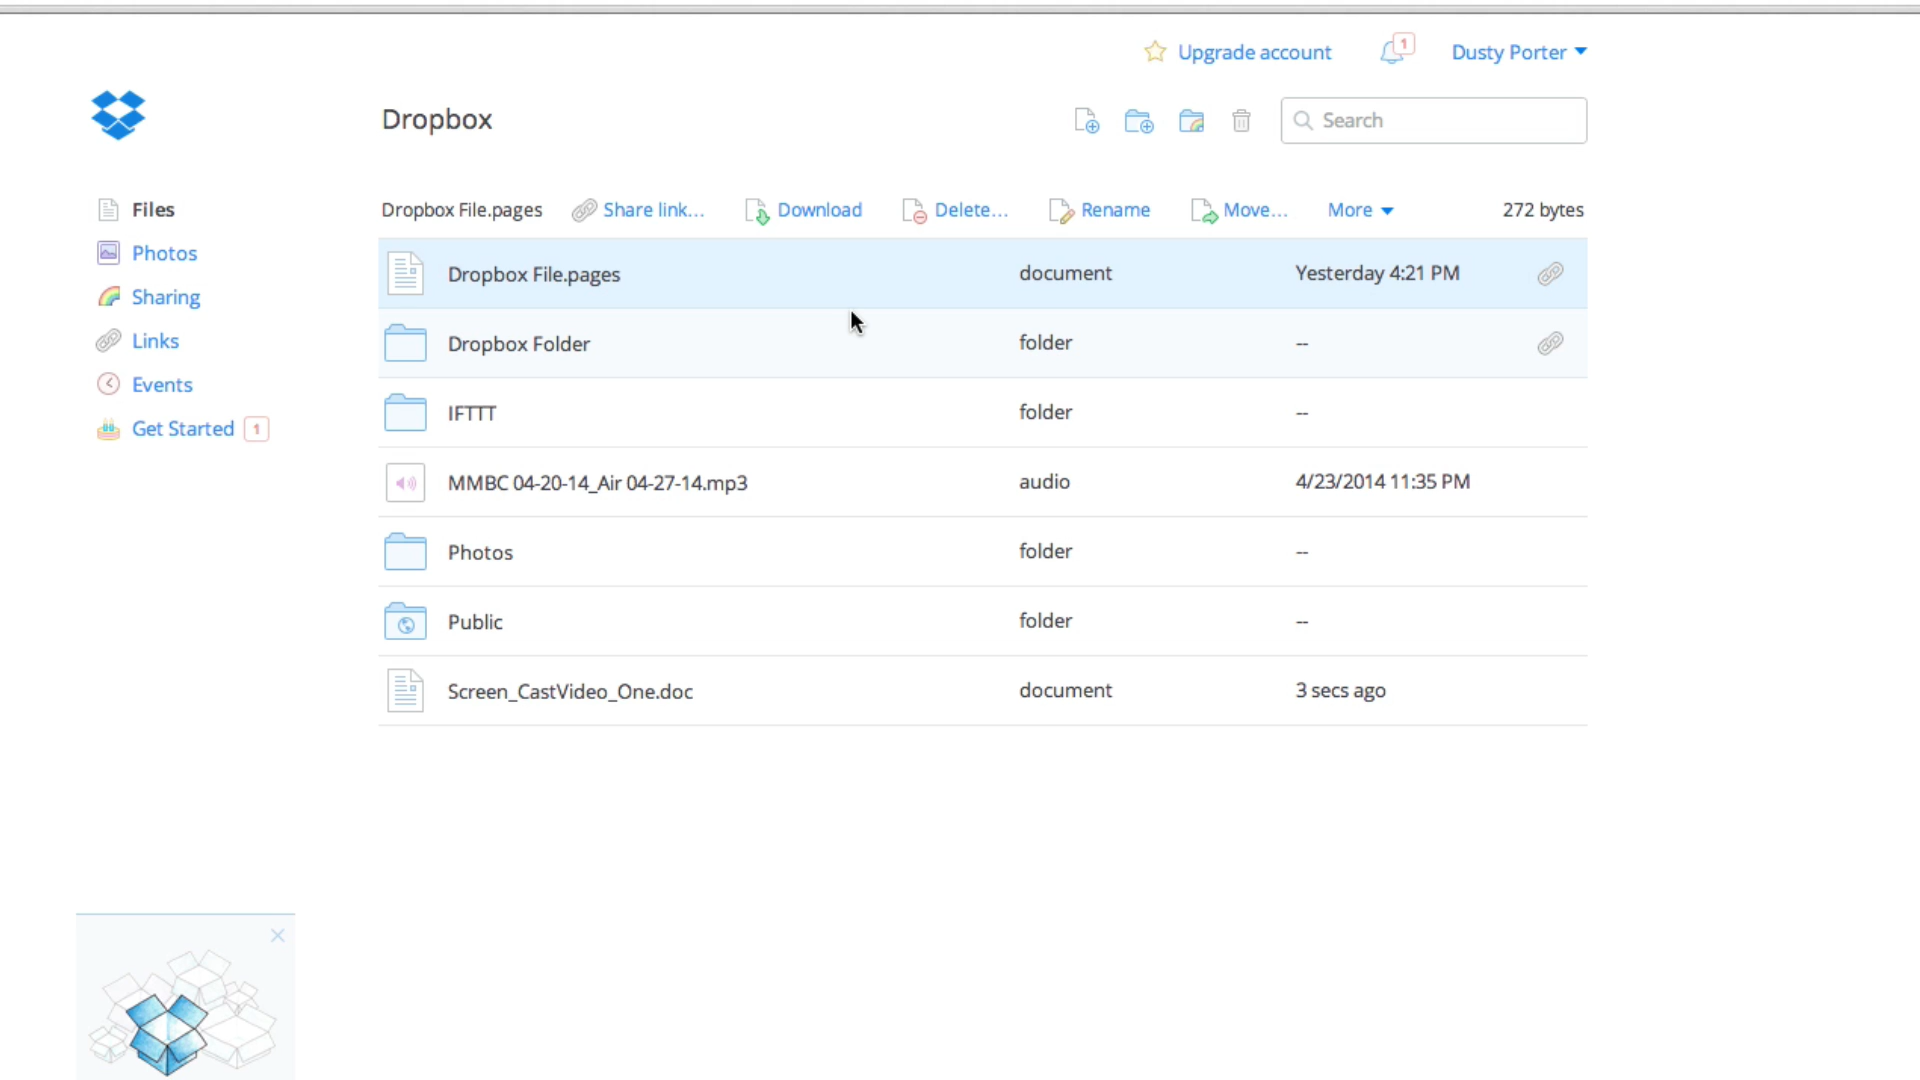 Upgrade account 1 Dusty Porter
Dropbox Search
Files
Photos
Sharing
Links
Events
Get Started 1
Dropbox File.pages Share link... Download Delete... Rename Move... More 272 bytes
Dropbox File.pages document Yesterday 4:21 PM
Dropbox Folder folder --
IFTTT folder --
MMBC 04-20-14_Air 04-27-14.mp3 audio 4/23/2014 11:35 PM
Photos folder --
Public folder --
Screen_CastVideo_One.doc document 3 secs ago